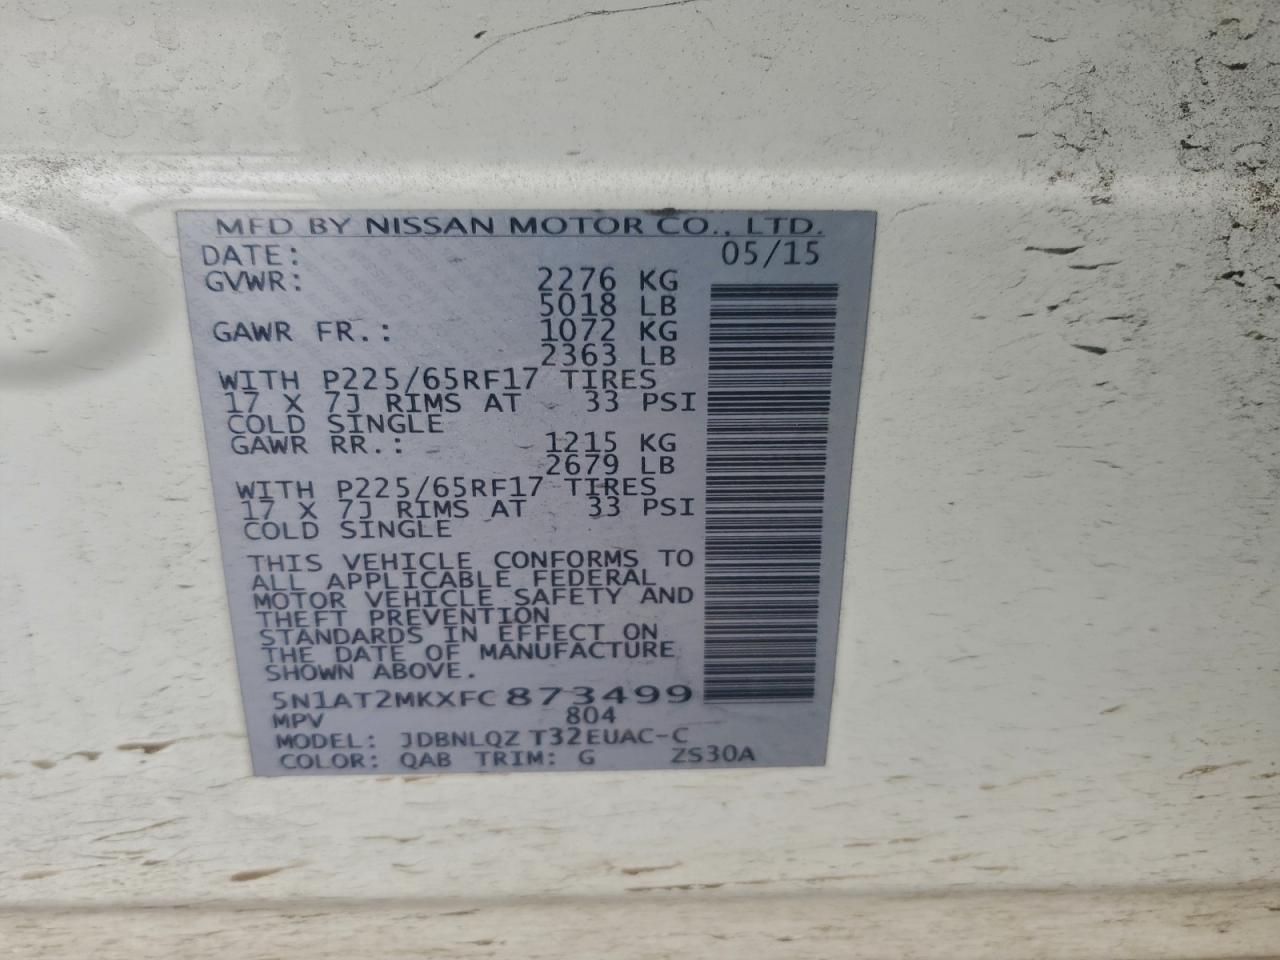 MFD BY NISSAN MOTOR CO., LTD.
DATE: 05/15
GVWR: 2276 KG
5018 LB
GAWR FR.: 1072 KG
2363 LB
WITH P225/65RF17 TIRES
17 X 7J RIMS AT 33 PSI
COLD SINGLE
GAWR RR.: 1215 KG
2679 LB
WITH P225/65RF17 TIRES
17 X 7J RIMS AT 33 PSI
COLD SINGLE
THIS VEHICLE CONFORMS TO
ALL APPLICABLE FEDERAL
MOTOR VEHICLE SAFETY AND
THEFT PREVENTION
STANDARDS IN EFFECT ON
THE DATE OF MANUFACTURE
SHOWN ABOVE.
5N1AT2MKXFC873499
MPV 804
MODEL: JDBNLQZ T32EUAC-C
COLOR: QAB TRIM: G ZS30A